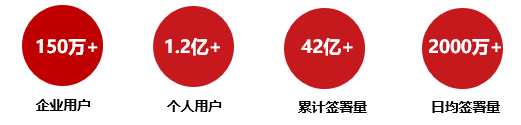 150万+
1.2亿+
42亿+
2000万+
企业用户
个人用户
累计签署量
日均签署量